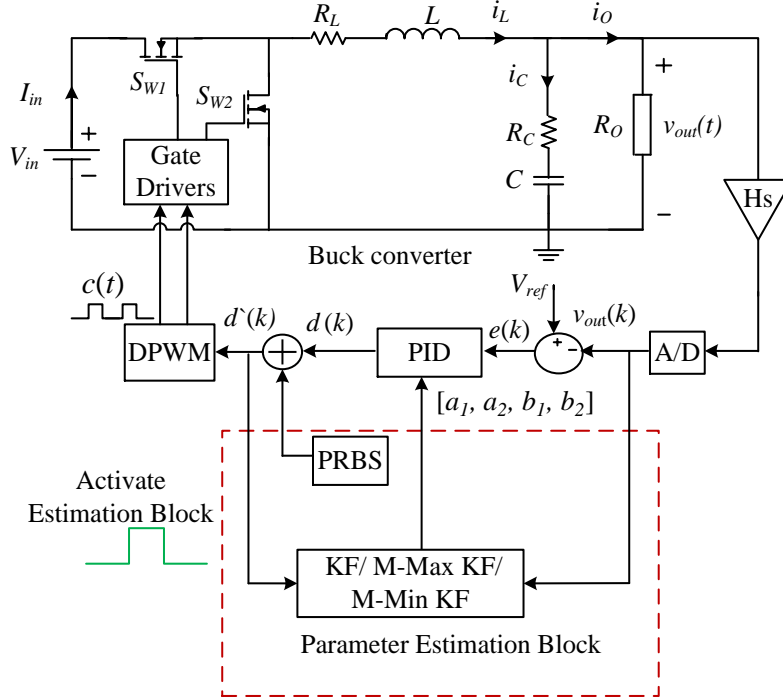 R_L
L
i_L
i_O
S_W1
S_W2
i_C
I_in
+
+
V_in
R_C
R_O
v_out(t)
−
Gate
Drivers
C
Hs
−
Buck converter
c(t)
V_ref
d`(k)
d(k)
e(k)
v_out(k)
DPWM
PID
+
-
A/D
[a_1, a_2, b_1, b_2]
PRBS
Activate
Estimation Block
KF/ M-Max KF/
M-Min KF
Parameter Estimation Block